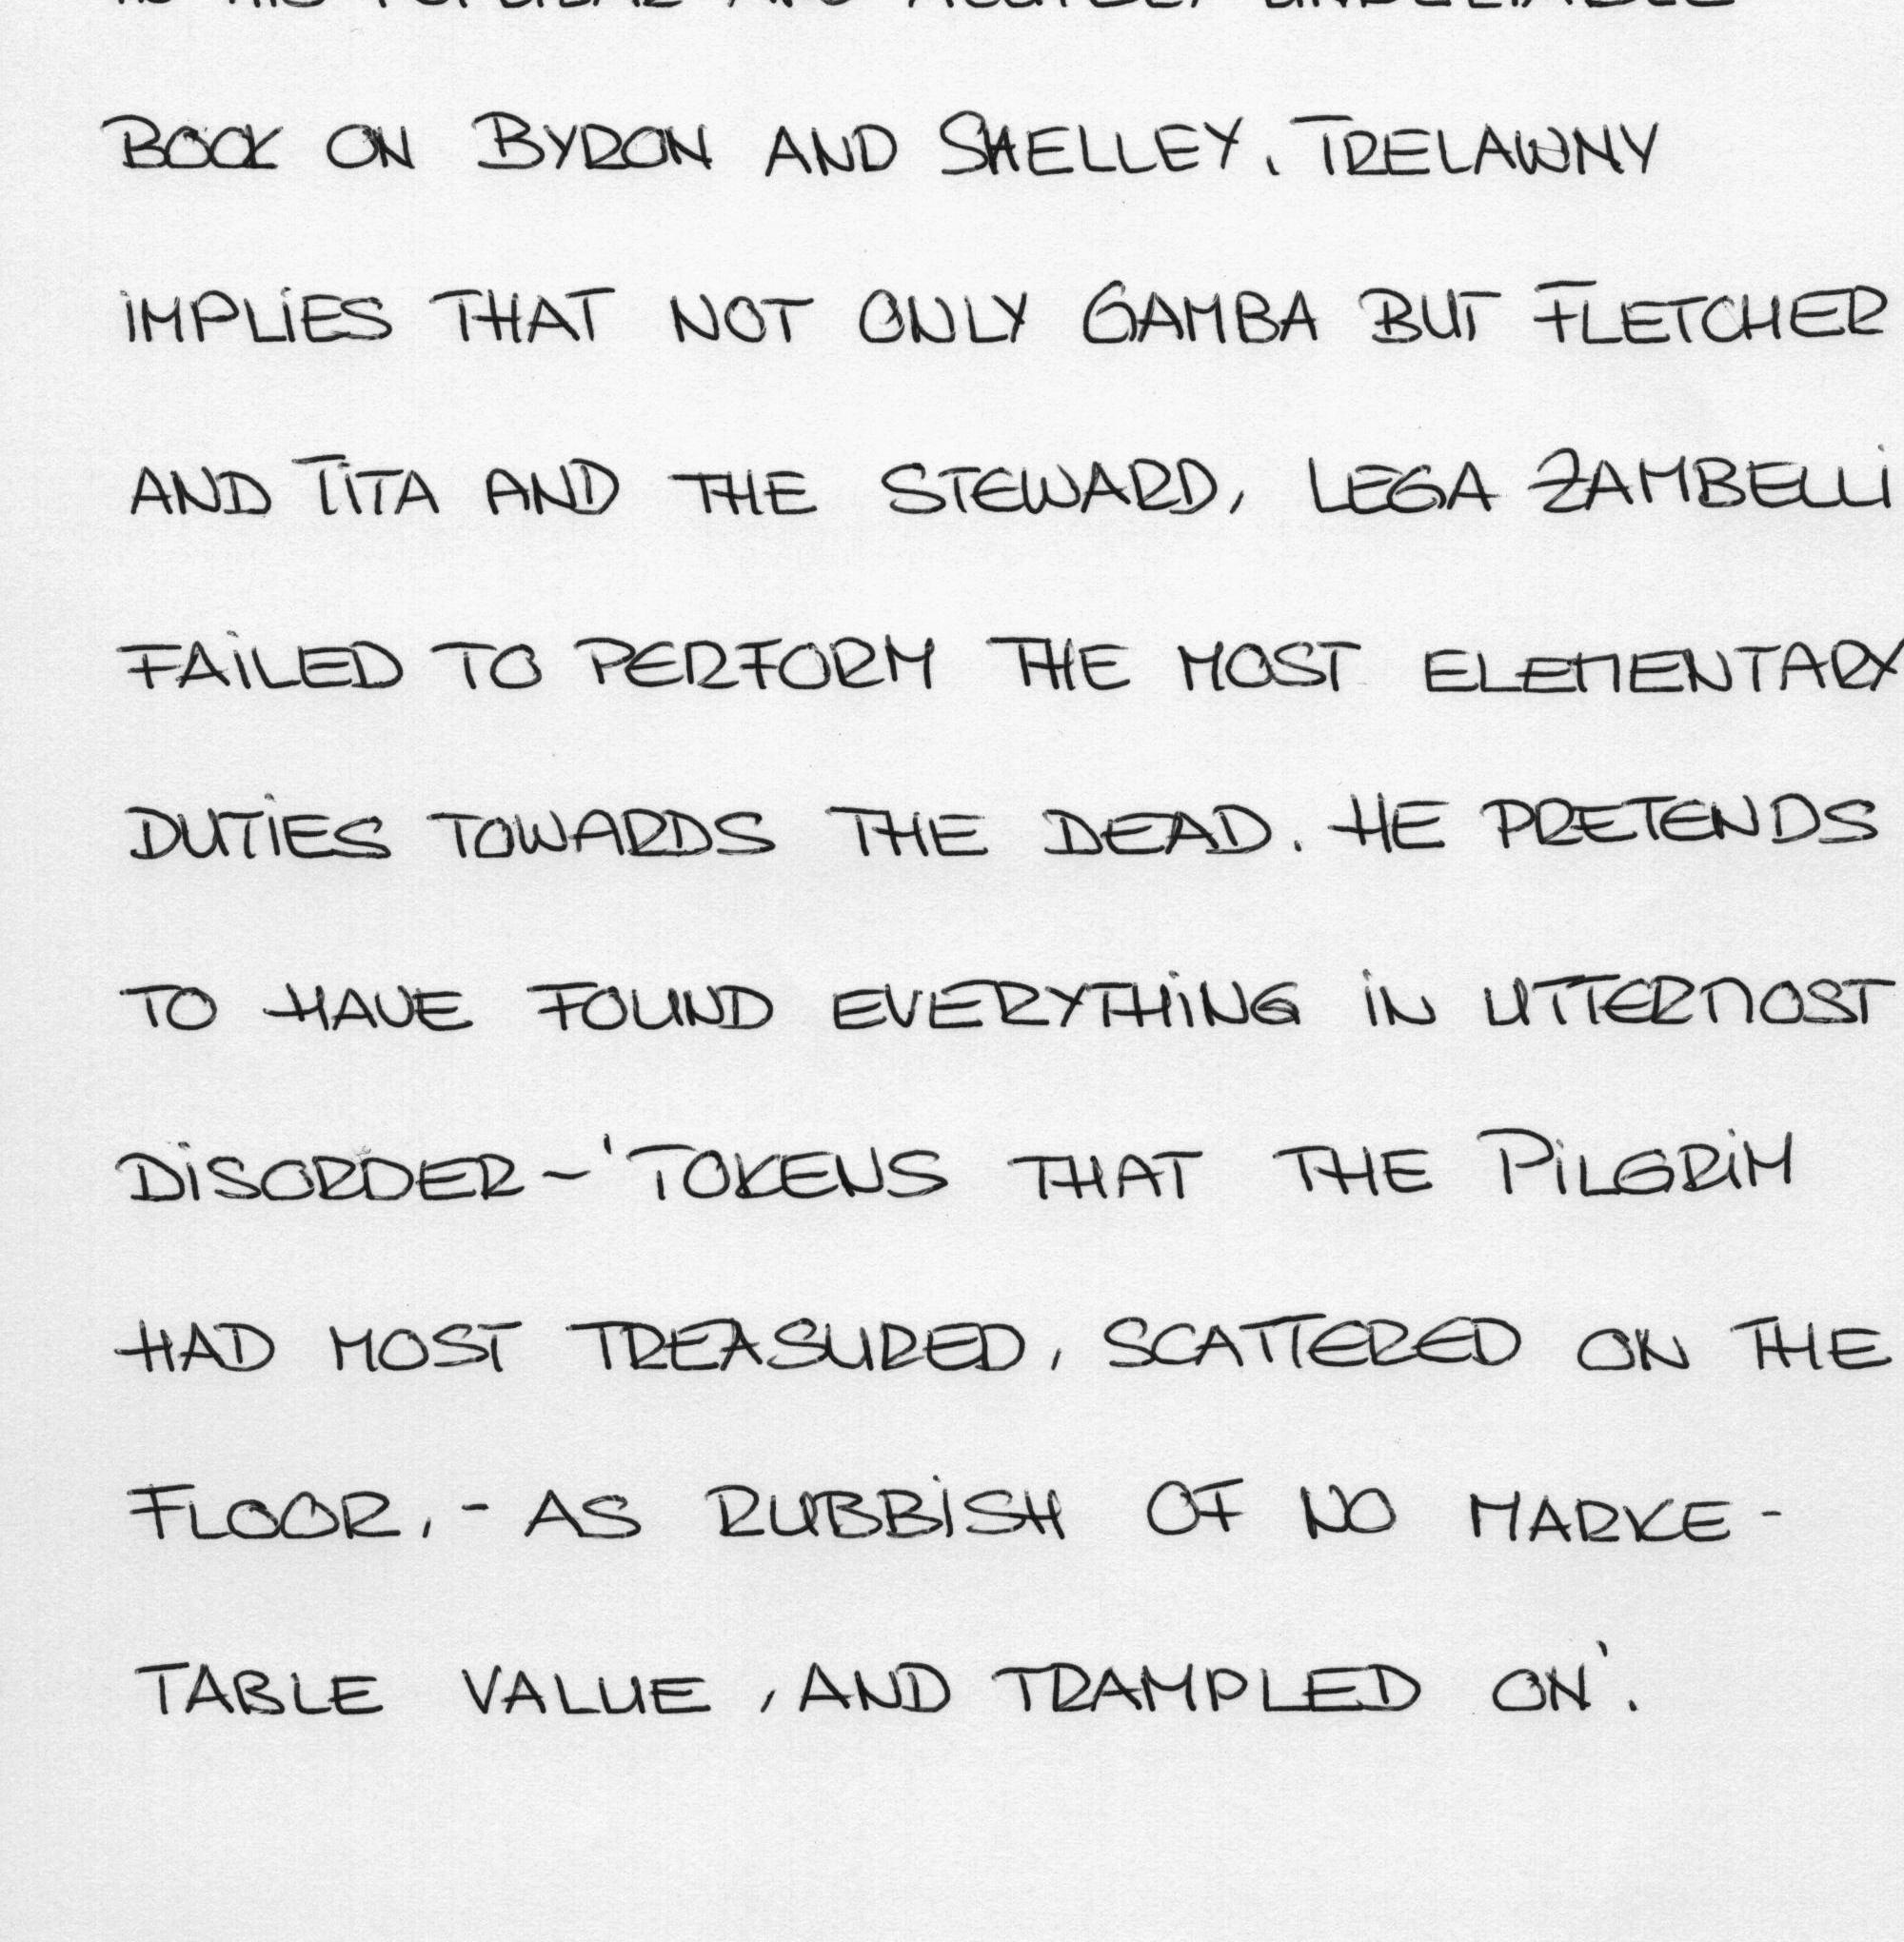 BOOK ON BYRON AND SHELLEY, TRELAWNY
IMPLIES THAT NOT ONLY GAMBA BUT FLETCHER
AND TITA AND THE STEWARD, LEGA ZAMBELLI
FAILED TO PERFORM THE MOST ELEMENTARY
DUTIES TOWARDS THE DEAD. HE PRETENDS
TO HAVE FOUND EVERYTHING IN UTTERMOST
DISORDER - 'TOKENS THAT THE PILGRIM
HAD MOST TREASURED, SCATTERED ON THE
FLOOR, - AS RUBBISH OF NO MARKE-
TABLE VALUE, AND TRAMPLED ON'.